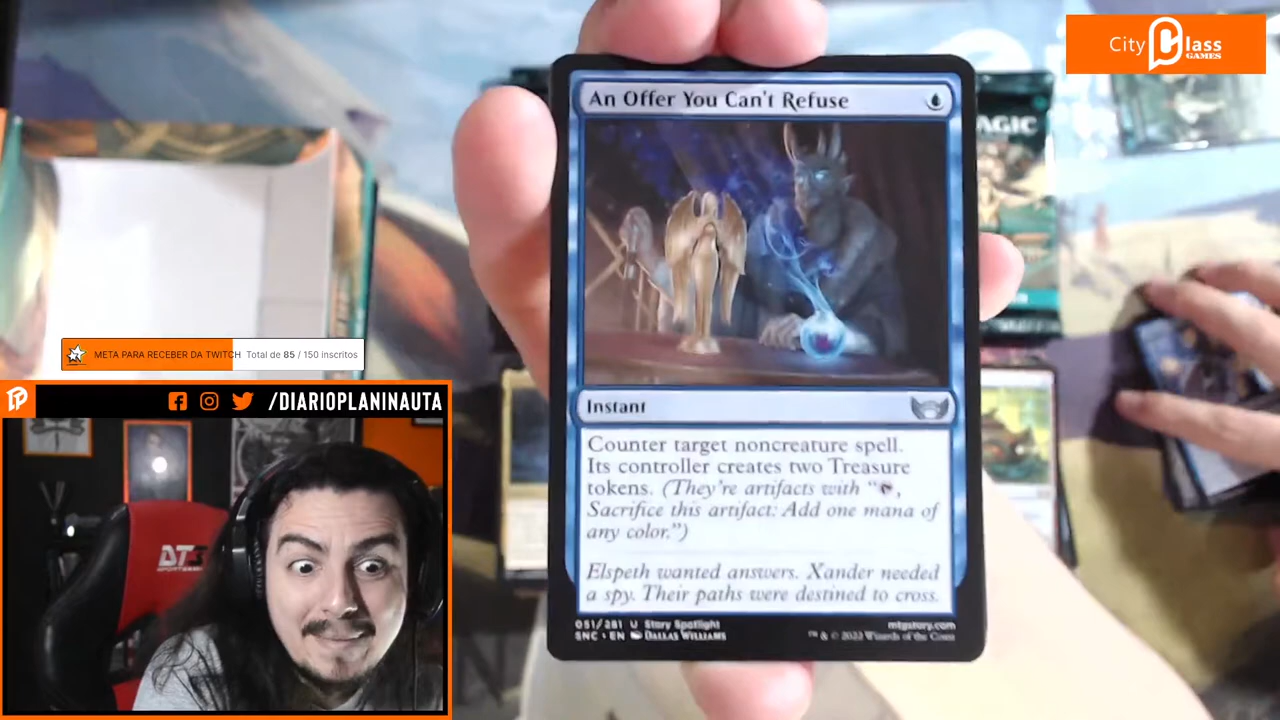 City Class
GAMES
An Offer You Can't Refuse
MAGIC
META PARA RECEBER DA TWITCH Total de 85 / 150 inscritos
/DIARIOPLANINAUTA
Instant
Counter target noncreature spell.
Its controller creates two Treasure
tokens. (They're artifacts with "
Sacrifice this artifact: Add one mana of
any color.")
Elspeth wanted answers. Xander needed
a spy. Their paths were destined to cross.
051/281 U Story Spotlight
mtgstory.com
SNC • EN DALLAS WILLIAMS
™ & © 2022 Wizards of the Coast
DT3